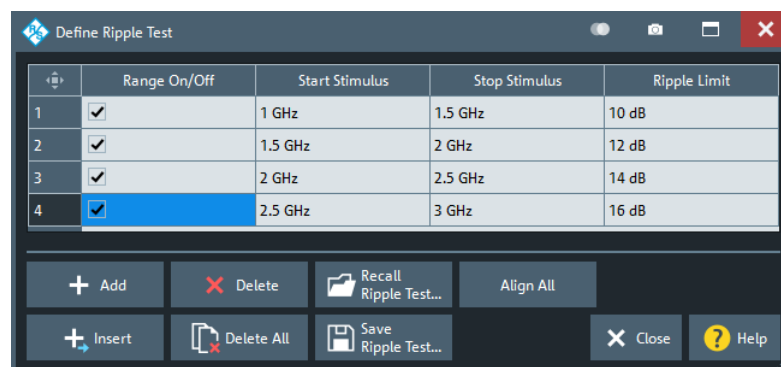 R&S Define Ripple Test
Range On/Off Start Stimulus Stop Stimulus Ripple Limit
1 1 GHz 1.5 GHz 10 dB
2 1.5 GHz 2 GHz 12 dB
3 2 GHz 2.5 GHz 14 dB
4 2.5 GHz 3 GHz 16 dB
Add Delete Recall Ripple Test... Align All
Insert Delete All Save Ripple Test... Close ? Help